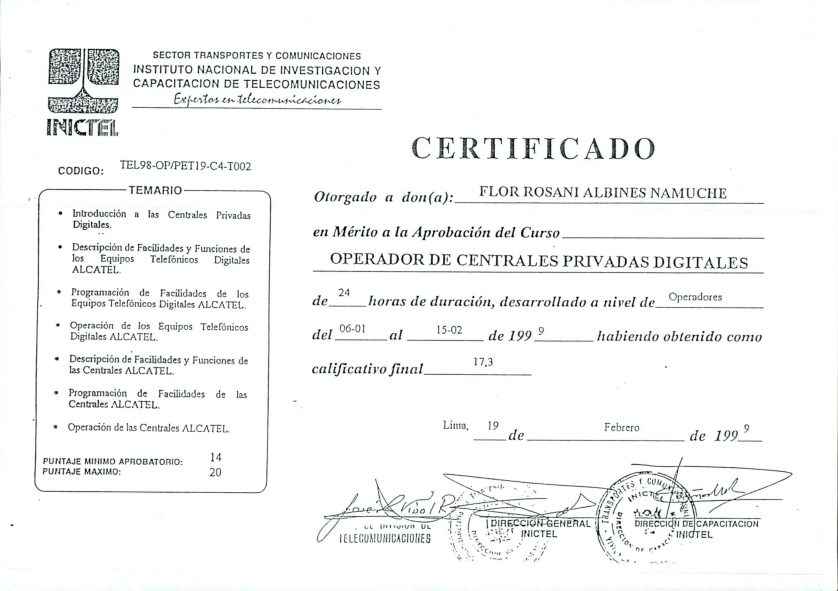 SECTOR TRANSPORTES Y COMUNICACIONES
INSTITUTO NACIONAL DE INVESTIGACION Y
CAPACITACION DE TELECOMUNICACIONES
Expertos en telecomunicaciones
INICTEL
CODIGO: TEL98-OP/PET19-C4-T002
TEMARIO
• Introducción a las Centrales Privadas
Digitales.
• Descripción de Facilidades y Funciones de
los Equipos Telefónicos Digitales
ALCATEL.
• Programación de Facilidades de los
Equipos Telefónicos Digitales ALCATEL.
• Operación de los Equipos Telefónicos
Digitales ALCATEL.
• Descripción de Facilidades y Funciones de
las Centrales ALCATEL.
• Programación de Facilidades de las
Centrales ALCATEL.
• Operación de las Centrales ALCATEL.
PUNTAJE MINIMO APROBATORIO: 14
PUNTAJE MAXIMO: 20
CERTIFICADO
Otorgado a don(a): FLOR ROSANI ALBINES NAMUCHE
en Mérito a la Aprobación del Curso
OPERADOR DE CENTRALES PRIVADAS DIGITALES
de 24 horas de duración, desarrollado a nivel de Operadores
del 06-01 al 15-02 de 199 9 habiendo obtenido como
calificativo final 17,3
Lima, 19 de Febrero de 199 9
DIVISION DE
TELECOMUNICACIONES
DIRECCION GENERAL
INICTEL
DIRECCION DE CAPACITACION
INICTEL